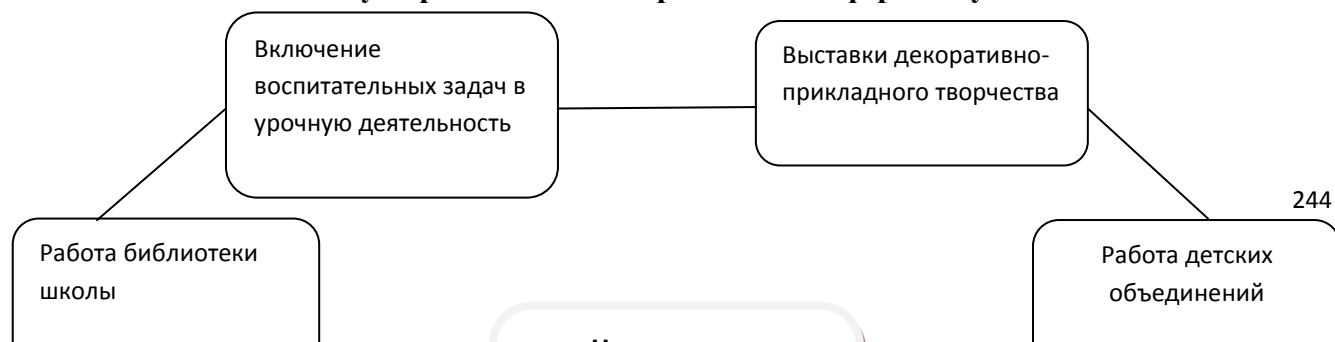 Включение
воспитательных задач в
урочную деятельность
Выставки декоративно-
прикладного творчества
244
Работа библиотеки
школы
Работа детских
объединений